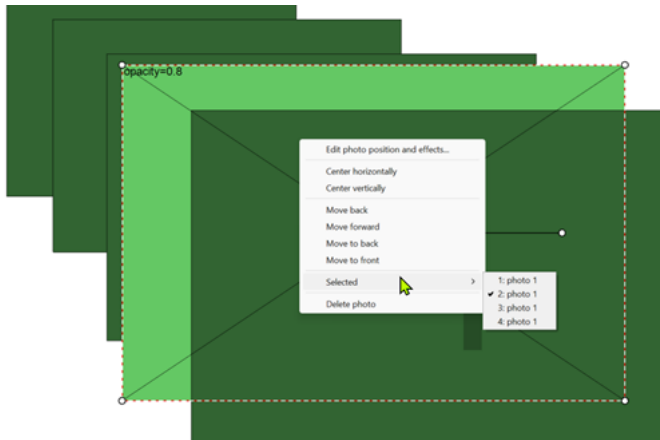 opacity=0.8
Edit photo position and effects...
Center horizontally
Center vertically
Move back
Move forward
Move to back
Move to front
Selected
1: photo 1
2: photo 1
3: photo 1
4: photo 1
Delete photo